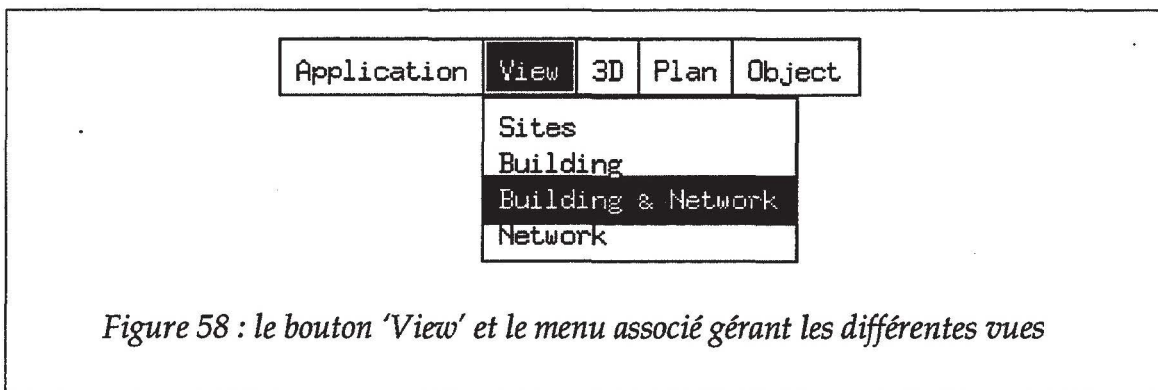 Application View 3D Plan Object
Sites
Building
Building & Network
Network
Figure 58 : le bouton 'View' et le menu associé gérant les différentes vues